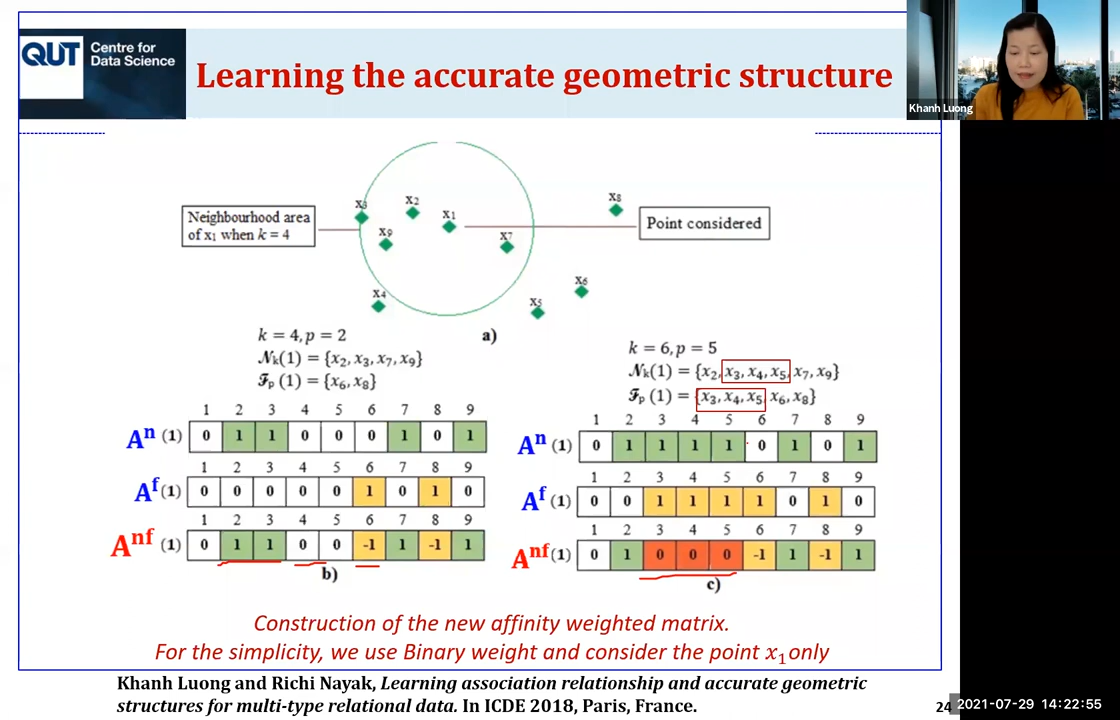 QUT
Centre for
Data Science
Learning the accurate geometric structure
Khanh Luong
Neighbourhood area
of x₁ when k = 4
x₃
x₂
x₁
x₉
x₇
x₈
Point considered
x₄
x₅
x₆
a)
k = 4, p = 2
𝒩k(1) = {x₂, x₃, x₇, x₉}
ℱp (1) = {x₆, x₈}
1 2 3 4 5 6 7 8 9
Aⁿ (1) 0 1 1 0 0 0 1 0 1
1 2 3 4 5 6 7 8 9
Aᶠ (1) 0 0 0 0 0 1 0 1 0
1 2 3 4 5 6 7 8 9
Aⁿᶠ (1) 0 1 1 0 0 -1 1 -1 1
b)
k = 6, p = 5
𝒩k(1) = {x₂, x₃, x₄, x₅, x₇, x₉}
ℱp (1) = {x₃, x₄, x₅, x₆, x₈}
1 2 3 4 5 6 7 8 9
Aⁿ (1) 0 1 1 1 1 0 1 0 1
1 2 3 4 5 6 7 8 9
Aᶠ (1) 0 0 1 1 1 1 0 1 0
1 2 3 4 5 6 7 8 9
Aⁿᶠ (1) 0 1 0 0 0 -1 1 -1 1
c)
Construction of the new affinity weighted matrix.
For the simplicity, we use Binary weight and consider the point x₁ only
Khanh Luong and Richi Nayak, Learning association relationship and accurate geometric
structures for multi-type relational data. In ICDE 2018, Paris, France.
24
2021-07-29 14:22:55